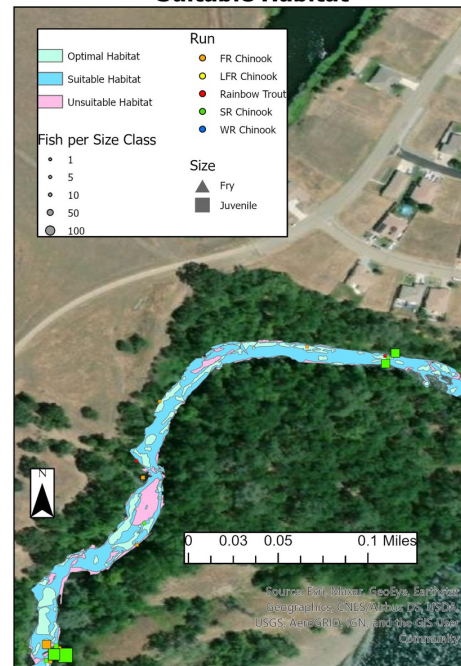 Suitable Habitat
Optimal Habitat
Suitable Habitat
Unsuitable Habitat
Fish per Size Class
1
5
10
50
100
Run
FR Chinook
LFR Chinook
Rainbow Trout
SR Chinook
WR Chinook
Size
Fry
Juvenile
N
0 0.03 0.05 0.1 Miles
Source: Esri, Maxar, GeoEye, Earthstar
Geographics, CNES/Airbus DS, USDA,
USGS, AeroGRID, IGN, and the GIS User
Community